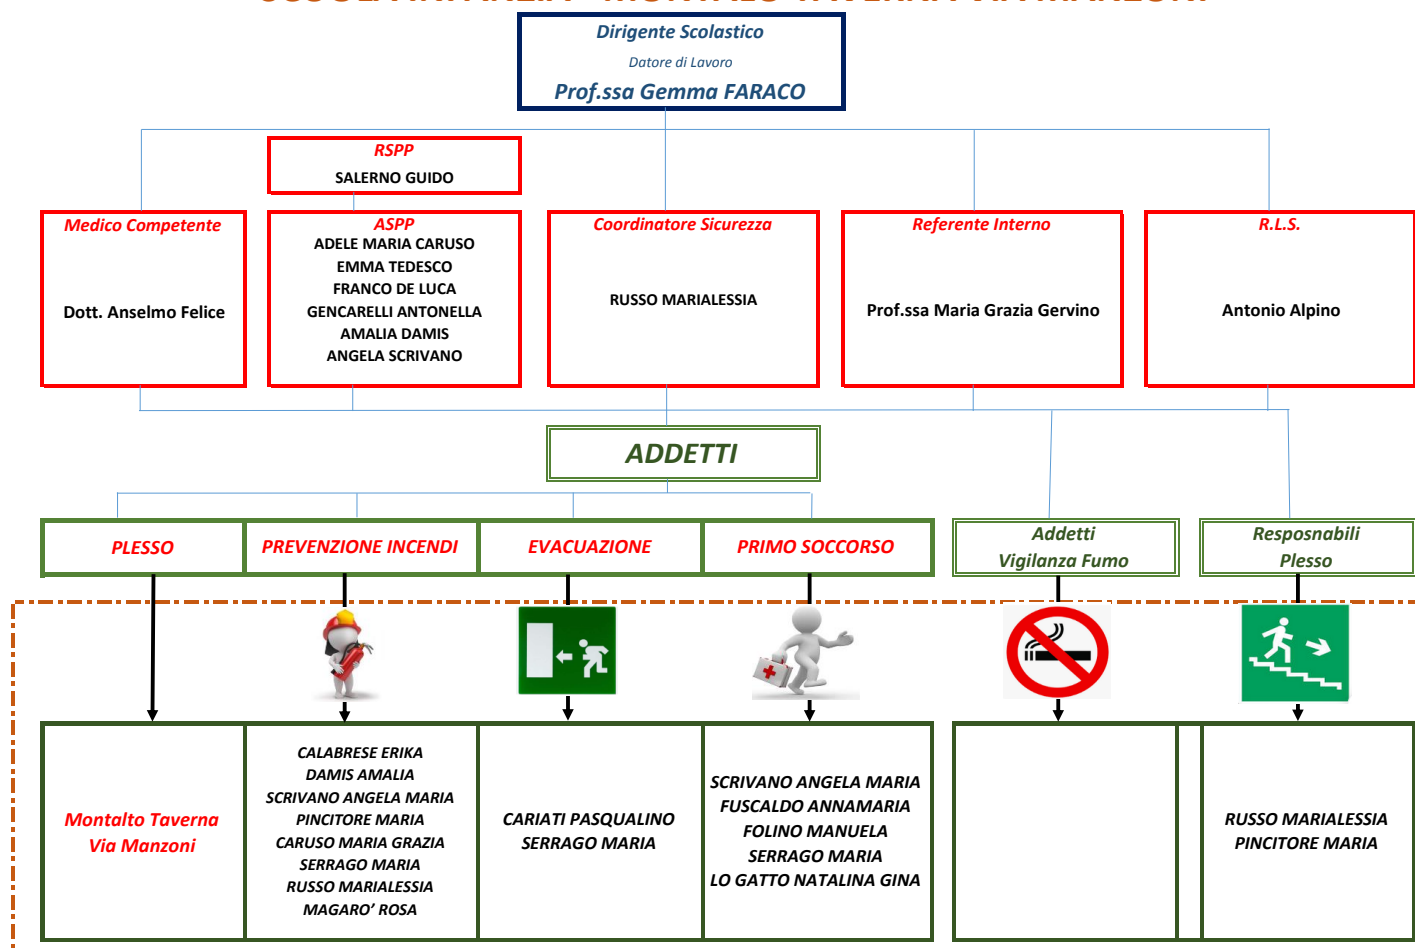 Dirigente Scolastico
Datore di Lavoro
Prof.ssa Gemma FARACO
RSPP
SALERNO GUIDO
Medico Competente
Dott. Anselmo Felice
ASPP
ADELE MARIA CARUSO
EMMA TEDESCO
FRANCO DE LUCA
GENCARELLI ANTONELLA
AMALIA DAMIS
ANGELA SCRIVANO
Coordinatore Sicurezza
RUSSO MARIALESSIA
Referente Interno
Prof.ssa Maria Grazia Gervino
R.L.S.
Antonio Alpino
ADDETTI
PLESSO
PREVENZIONE INCENDI
EVACUAZIONE
PRIMO SOCCORSO
Addetti
Vigilanza Fumo
Resposnabili
Plesso
Montalto Taverna
Via Manzoni
CALABRESE ERIKA
DAMIS AMALIA
SCRIVANO ANGELA MARIA
PINCITORE MARIA
CARUSO MARIA GRAZIA
SERRAGO MARIA
RUSSO MARIALESSIA
MAGARO’ ROSA
CARIATI PASQUALINO
SERRAGO MARIA
SCRIVANO ANGELA MARIA
FUSCALDO ANNAMARIA
FOLINO MANUELA
SERRAGO MARIA
LO GATTO NATALINA GINA
RUSSO MARIALESSIA
PINCITORE MARIA